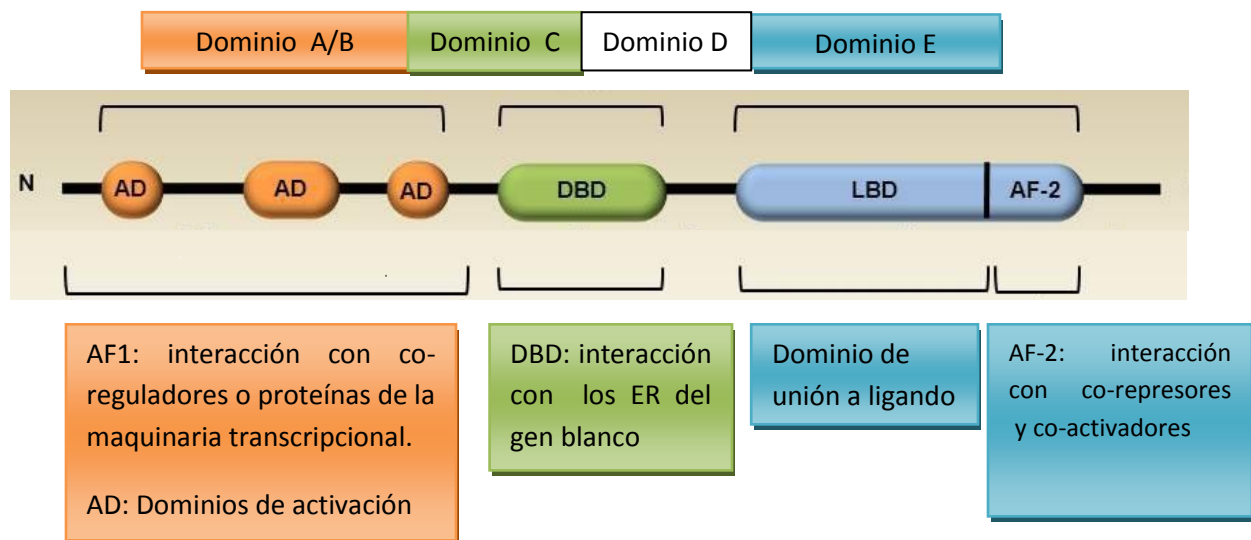 Dominio A/B
Dominio C
Dominio D
Dominio E
N
AD
AD
AD
DBD
LBD
AF-2
AF1: interacción con co-
reguladores o proteínas de la
maquinaria transcripcional.
AD: Dominios de activación
DBD: interacción
con los ER del
gen blanco
Dominio de
unión a ligando
AF-2: interacción
con co-represores
y co-activadores